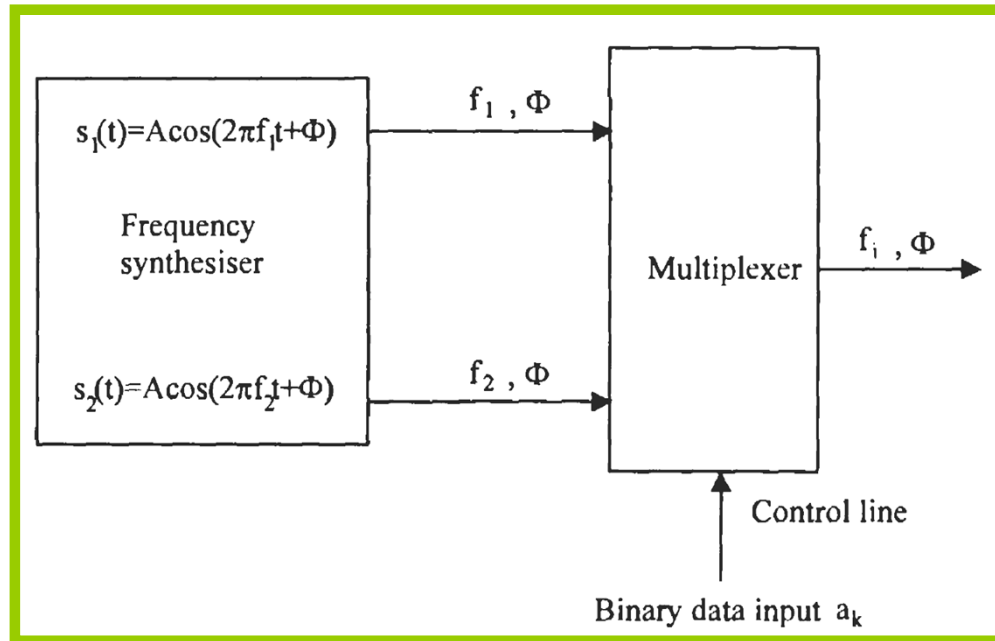 s₁(t)=Acos(2πf₁t+Φ)
Frequency
synthesiser
s₂(t)=Acos(2πf₂t+Φ)
f₁ , Φ
f₂ , Φ
Multiplexer
fᵢ , Φ
Control line
Binary data input aₖ